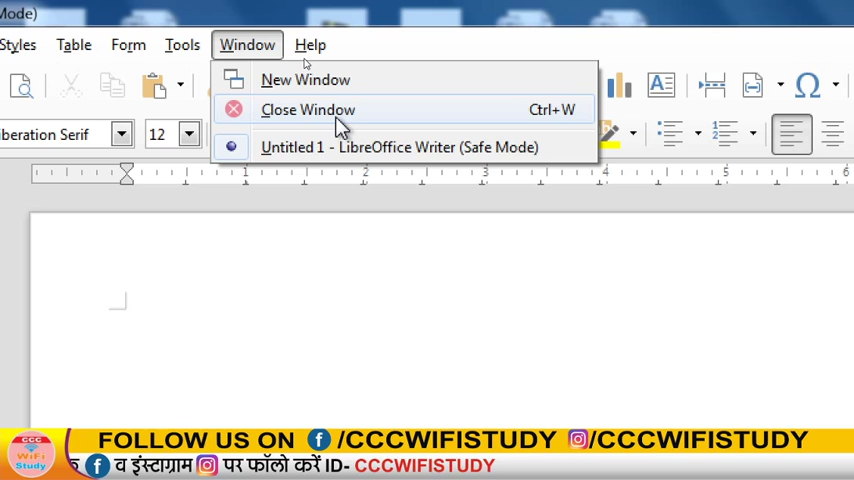 Mode)
Styles Table Form Tools Window Help
New Window
Close Window Ctrl+W
iberation Serif 12
Untitled 1 - LibreOffice Writer (Safe Mode)
1 2 3 4 5 6
FOLLOW US ON /CCCWIFISTUDY /CCCWIFISTUDY
CCC
WiFi
Study
व इंस्टाग्राम पर फॉलो करें ID- CCCWIFISTUDY